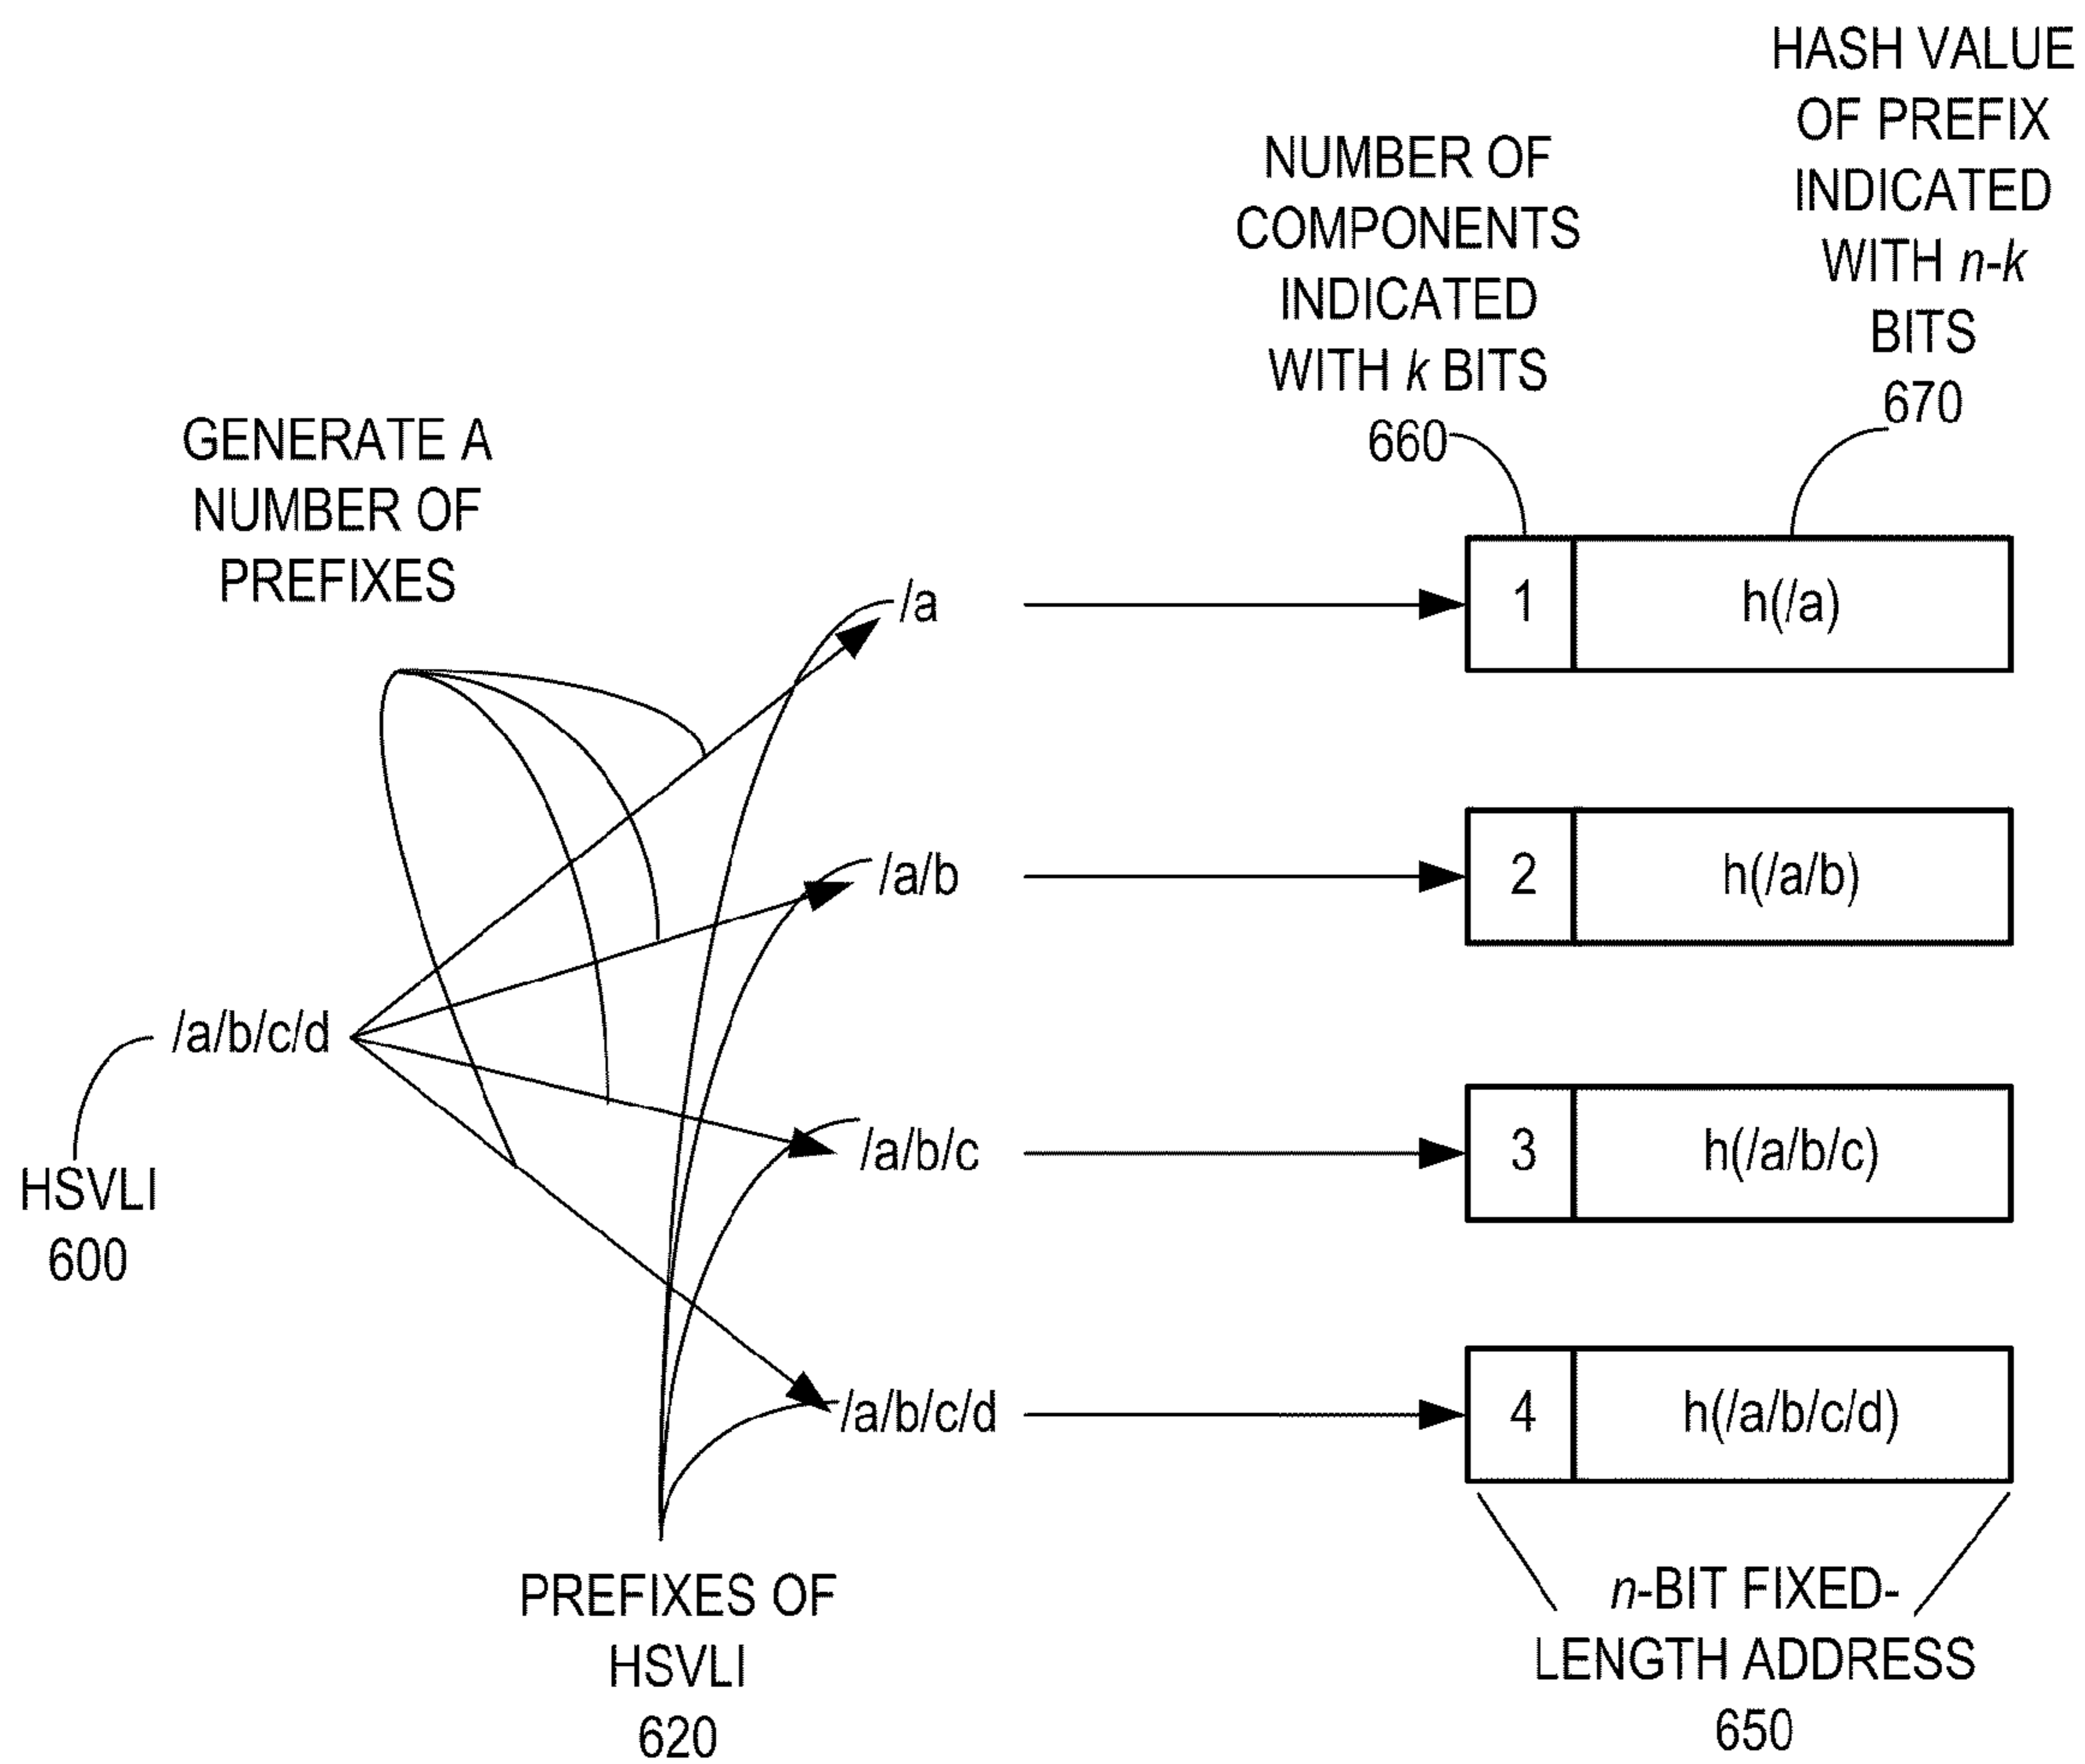 HASH VALUE
OF PREFIX
INDICATED
WITH n-k
BITS
670
NUMBER OF
COMPONENTS
INDICATED
WITH k BITS
660
GENERATE A
NUMBER OF
PREFIXES
/a
1
h(/a)
/a/b
2
h(/a/b)
/a/b/c/d
HSVLI
600
/a/b/c
3
h(/a/b/c)
/a/b/c/d
4
h(/a/b/c/d)
PREFIXES OF
HSVLI
620
n-BIT FIXED-
LENGTH ADDRESS
650